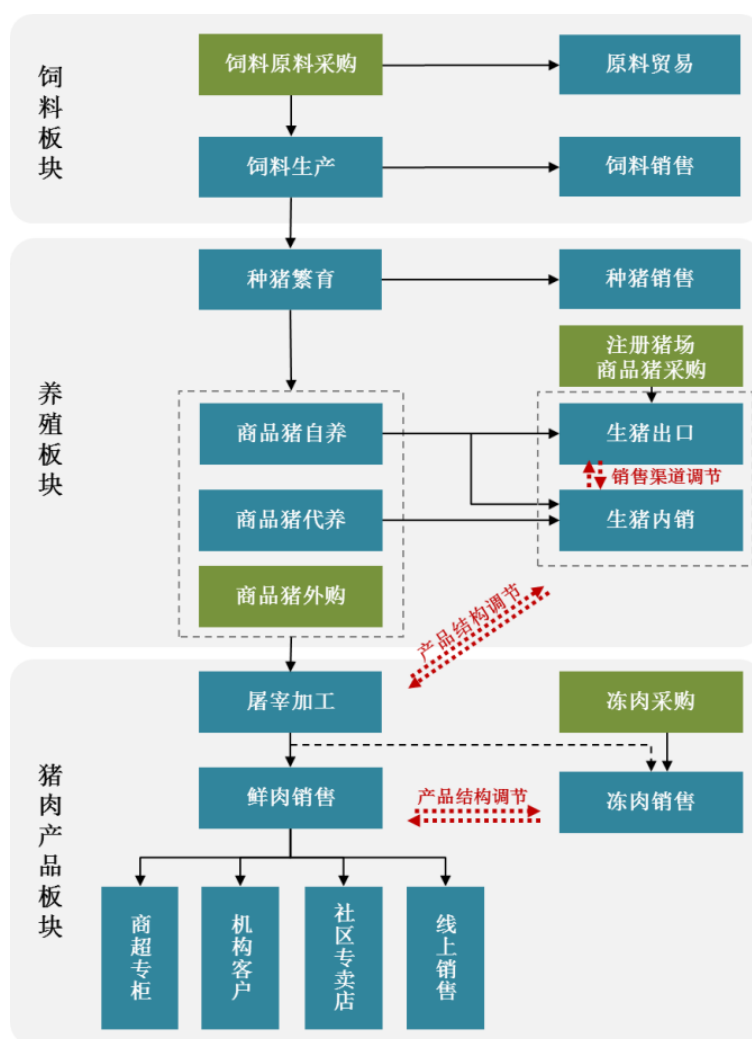 饲料板块
饲料原料采购
原料贸易
饲料生产
饲料销售
养殖板块
种猪繁育
种猪销售
注册猪场
商品猪采购
商品猪自养
生猪出口
销售渠道调节
商品猪代养
生猪内销
商品猪外购
产品结构调节
猪肉产品板块
屠宰加工
冻肉采购
鲜肉销售
产品结构调节
冻肉销售
商超专柜
机构客户
社区专卖店
线上销售